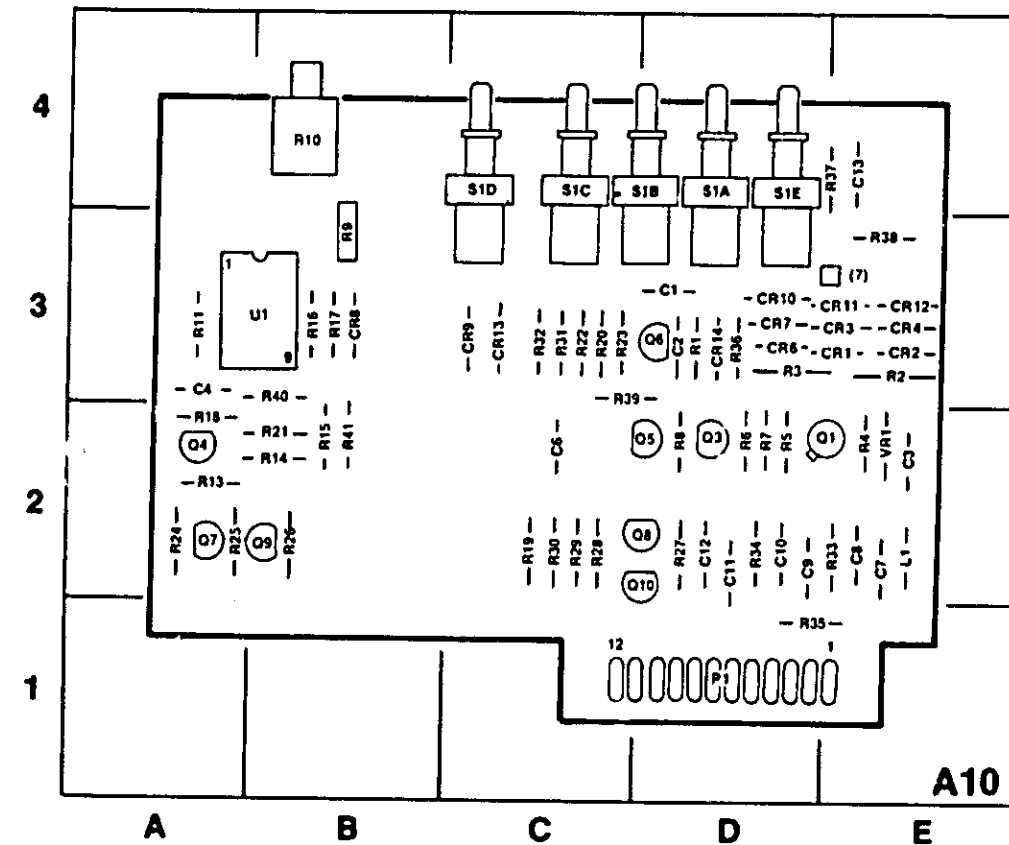 4
R10
S1D
S1C
S1B
S1A
S1E
R37
C13
R9
R38
(7)
3
1
U1
9
R11
R16
R17
CR8
CR9
CR13
R32
R31
R22
R20
R23
C1
Q6
C2
R1
CR14
R36
CR10
CR11
CR12
CR7
CR3
CR4
CR6
CR1
CR2
R3
R2
C4
R40
R39
R18
Q4
R21
R14
R15
R41
C6
Q5
R8
Q3
R6
R7
R5
Q1
R4
VR1
C3
R13
2
R24
Q7
R25
Q9
R26
R19
R30
R29
R28
Q8
Q10
R27
C12
C11
R34
C10
C9
R33
C8
C7
L1
R35
12
1
P1
1
A10
A
B
C
D
E